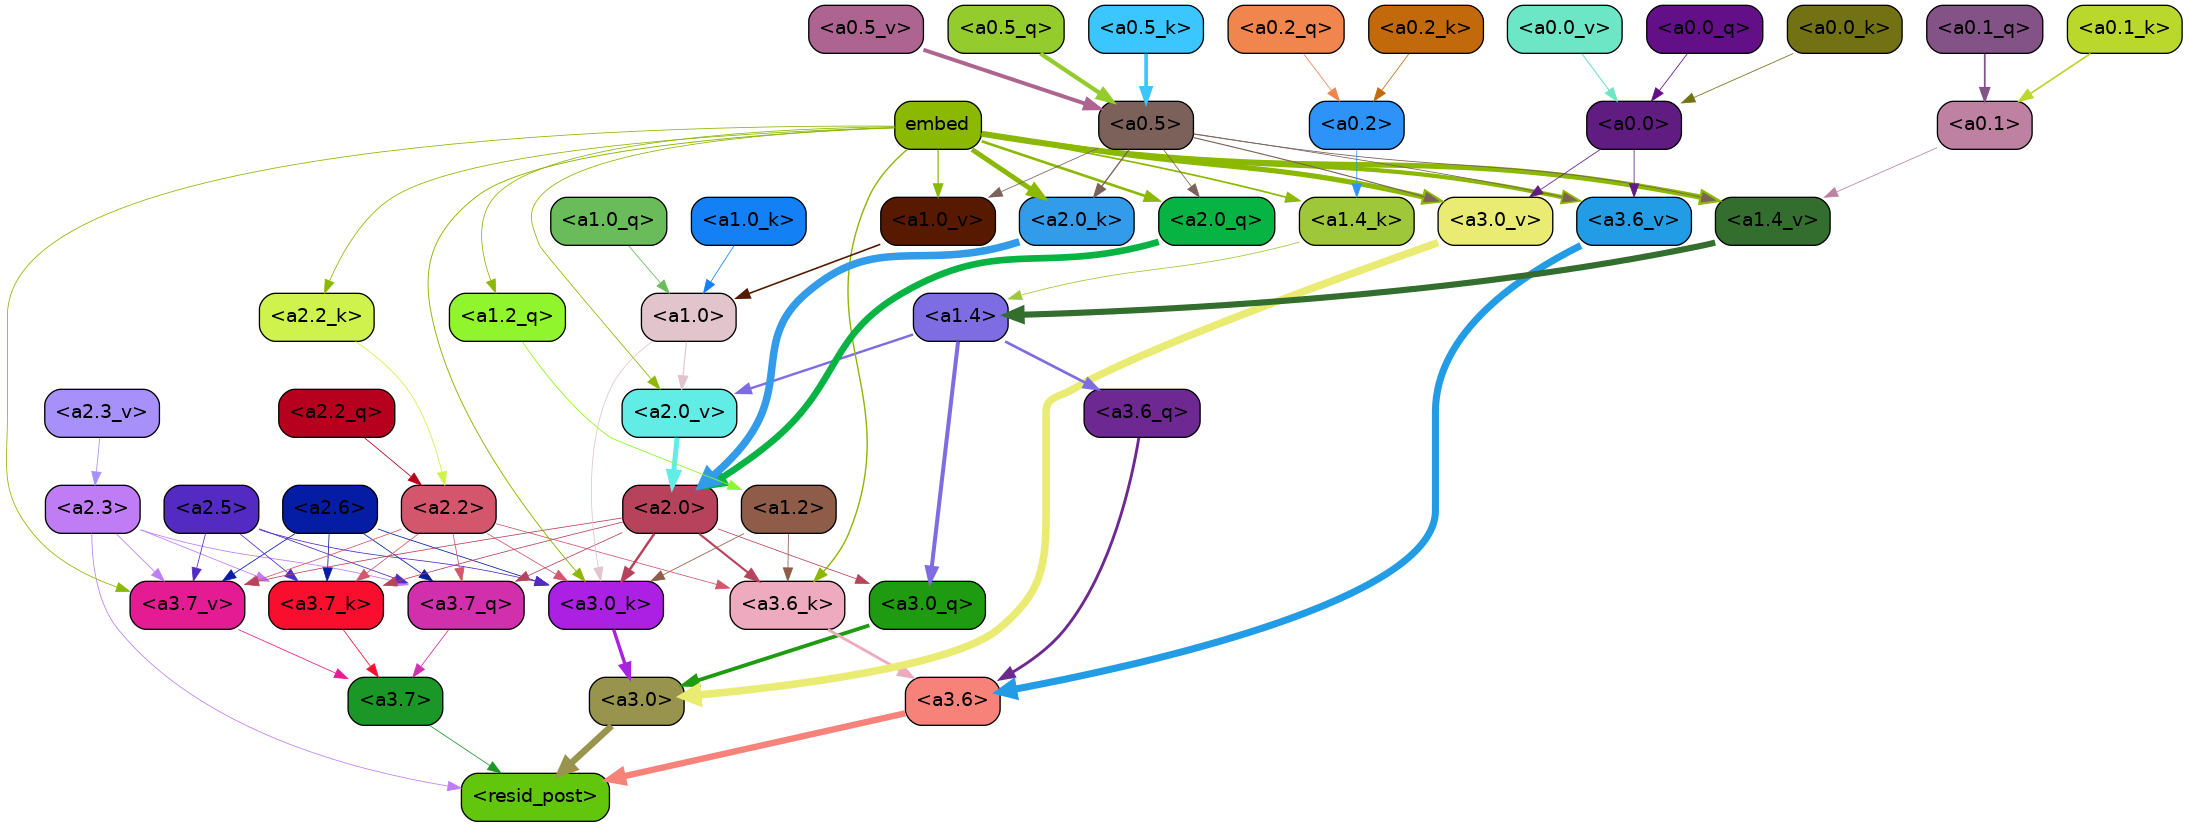 <a0.5_v> <a0.5_q> <a0.5_k> <a0.2_q> <a0.2_k> <a0.0_v> <a0.0_q> <a0.0_k> <a0.1_q> <a0.1_k>
embed <a0.5> <a0.2> <a0.0> <a0.1>
<a1.0_q> <a1.0_k> <a1.0_v> <a2.0_k> <a2.0_q> <a1.4_k> <a3.0_v> <a3.6_v> <a1.4_v>
<a2.2_k> <a1.2_q> <a1.0> <a1.4>
<a2.3_v> <a2.2_q> <a2.0_v> <a3.6_q>
<a2.3> <a2.5> <a2.6> <a2.2> <a2.0> <a1.2>
<a3.7_v> <a3.7_k> <a3.7_q> <a3.0_k> <a3.6_k> <a3.0_q>
<a3.7> <a3.0> <a3.6>
<resid_post>